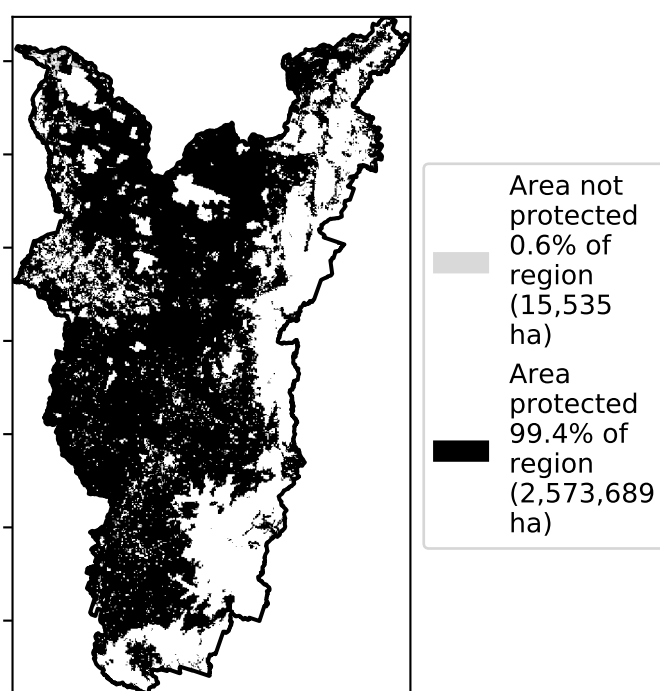 Area not
protected
0.6% of
region
(15,535
ha)
Area
protected
99.4% of
region
(2,573,689
ha)